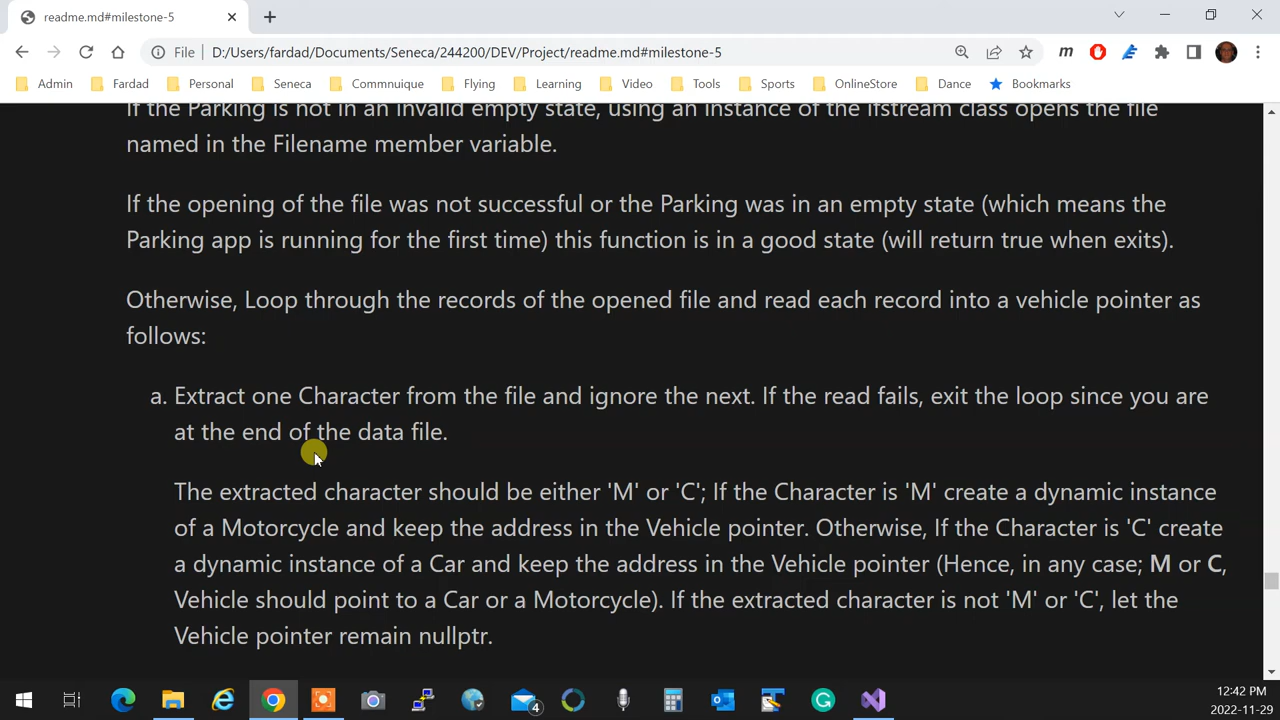 readme.md#milestone-5
File D:/Users/fardad/Documents/Seneca/244200/DEV/Project/readme.md#milestone-5
m
Admin Fardad Personal Seneca Commnuique Flying Learning Video Tools Sports OnlineStore Dance Bookmarks
If the Parking is not in an invalid empty state, using an instance of the ifstream class opens the file
named in the Filename member variable.
If the opening of the file was not successful or the Parking was in an empty state (which means the
Parking app is running for the first time) this function is in a good state (will return true when exits).
Otherwise, Loop through the records of the opened file and read each record into a vehicle pointer as
follows:
a. Extract one Character from the file and ignore the next. If the read fails, exit the loop since you are
at the end of the data file.
The extracted character should be either 'M' or 'C'; If the Character is 'M' create a dynamic instance
of a Motorcycle and keep the address in the Vehicle pointer. Otherwise, If the Character is 'C' create
a dynamic instance of a Car and keep the address in the Vehicle pointer (Hence, in any case; M or C,
Vehicle should point to a Car or a Motorcycle). If the extracted character is not 'M' or 'C', let the
Vehicle pointer remain nullptr.
4
12:42 PM
2022-11-29